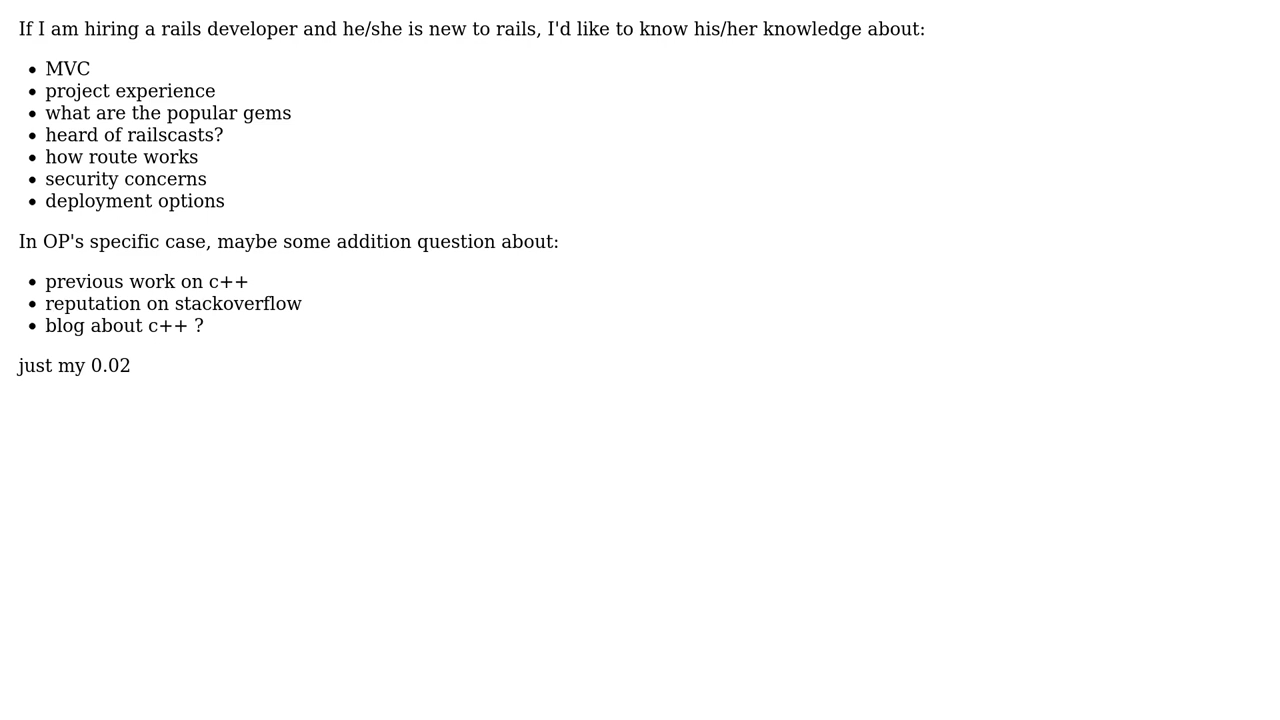 If I am hiring a rails developer and he/she is new to rails, I'd like to know his/her knowledge about:
• MVC
• project experience
• what are the popular gems
• heard of railscasts?
• how route works
• security concerns
• deployment options
In OP's specific case, maybe some addition question about:
• previous work on c++
• reputation on stackoverflow
• blog about c++ ?
just my 0.02